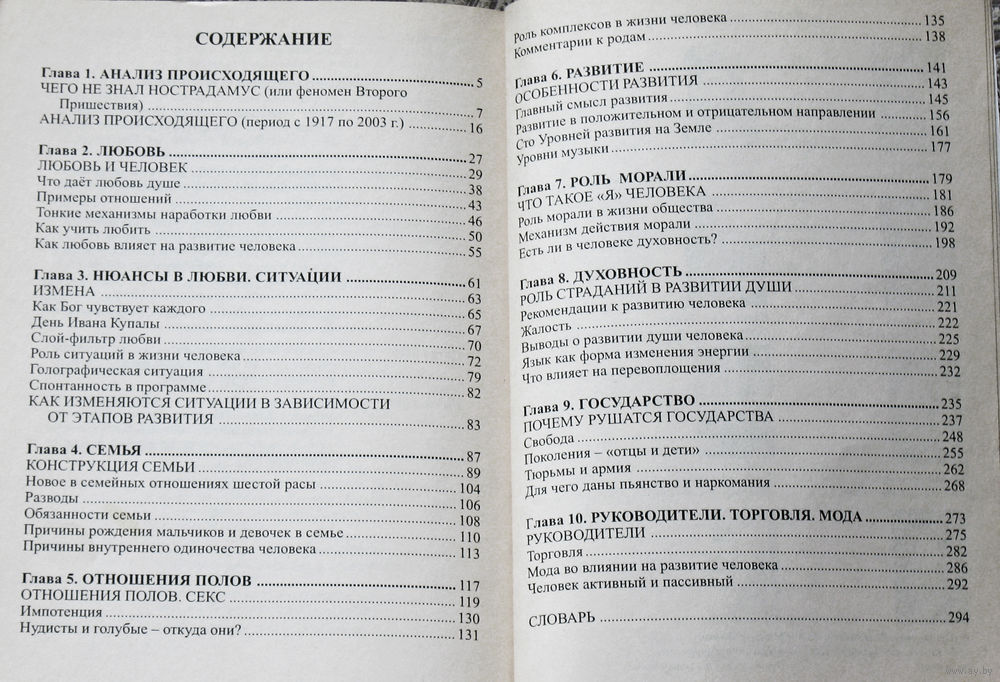 СОДЕРЖАНИЕ
Глава 1. АНАЛИЗ ПРОИСХОДЯЩЕГО 5
ЧЕГО НЕ ЗНАЛ НОСТРАДАМУС (или феномен Второго
Пришествия) 7
АНАЛИЗ ПРОИСХОДЯЩЕГО (период с 1917 по 2003 г.) 16
Глава 2. ЛЮБОВЬ 27
ЛЮБОВЬ И ЧЕЛОВЕК 29
Что даёт любовь душе 38
Примеры отношений 43
Тонкие механизмы наработки любви 46
Как учить любить 50
Как любовь влияет на развитие человека 55
Глава 3. НЮАНСЫ В ЛЮБВИ. СИТУАЦИИ 61
ИЗМЕНА 63
Как Бог чувствует каждого 65
День Ивана Купалы 67
Слой-фильтр любви 70
Роль ситуаций в жизни человека 72
Голографическая ситуация 79
Спонтанность в программе 82
КАК ИЗМЕНЯЮТСЯ СИТУАЦИИ В ЗАВИСИМОСТИ
ОТ ЭТАПОВ РАЗВИТИЯ 83
Глава 4. СЕМЬЯ 87
КОНСТРУКЦИЯ СЕМЬИ 89
Новое в семейных отношениях шестой расы 104
Разводы 106
Обязанности семьи 108
Причины рождения мальчиков и девочек в семье 110
Причины внутреннего одиночества человека 113
Глава 5. ОТНОШЕНИЯ ПОЛОВ 117
ОТНОШЕНИЯ ПОЛОВ. СЕКС 119
Импотенция 130
Нудисты и голубые – откуда они? 131
Роль комплексов в жизни человека 135
Комментарии к родам 138
Глава 6. РАЗВИТИЕ 141
ОСОБЕННОСТИ РАЗВИТИЯ 143
Главный смысл развития 145
Развитие в положительном и отрицательном направлении 156
Сто Уровней развития на Земле 161
Уровни музыки 177
Глава 7. РОЛЬ МОРАЛИ 179
ЧТО ТАКОЕ «Я» ЧЕЛОВЕКА 181
Роль морали в жизни общества 186
Механизм действия морали 192
Есть ли в человеке духовность? 198
Глава 8. ДУХОВНОСТЬ 209
РОЛЬ СТРАДАНИЙ В РАЗВИТИИ ДУШИ 211
Рекомендации к развитию человека 221
Жалость 222
Выводы о развитии души человека 225
Язык как форма изменения энергии 229
Что влияет на перевоплощения 232
Глава 9. ГОСУДАРСТВО 235
ПОЧЕМУ РУШАТСЯ ГОСУДАРСТВА 237
Свобода 248
Поколения – «отцы и дети» 255
Тюрьмы и армия 262
Для чего даны пьянство и наркомания 268
Глава 10. РУКОВОДИТЕЛИ. ТОРГОВЛЯ. МОДА 273
РУКОВОДИТЕЛИ 275
Торговля 282
Мода во влиянии на развитие человека 286
Человек активный и пассивный 292
СЛОВАРЬ 294
www.ay.by